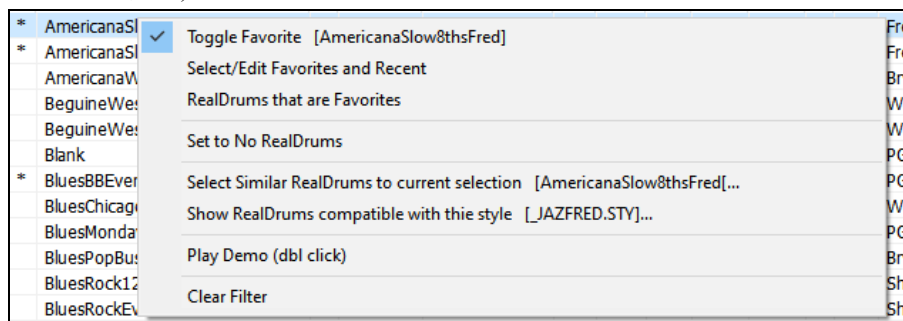 * AmericanaSl
* AmericanaSl
AmericanaW
BeguineWes
BeguineWes
Blank
* BluesBBEver
BluesChicag
BluesMonda
BluesPopBus
BluesRock12
BluesRockEv
✓ Toggle Favorite [AmericanaSlow8thsFred]
Select/Edit Favorites and Recent
RealDrums that are Favorites
Set to No RealDrums
Select Similar RealDrums to current selection [AmericanaSlow8thsFred[...
Show RealDrums compatible with thie style [_JAZFRED.STY]...
Play Demo (dbl click)
Clear Filter